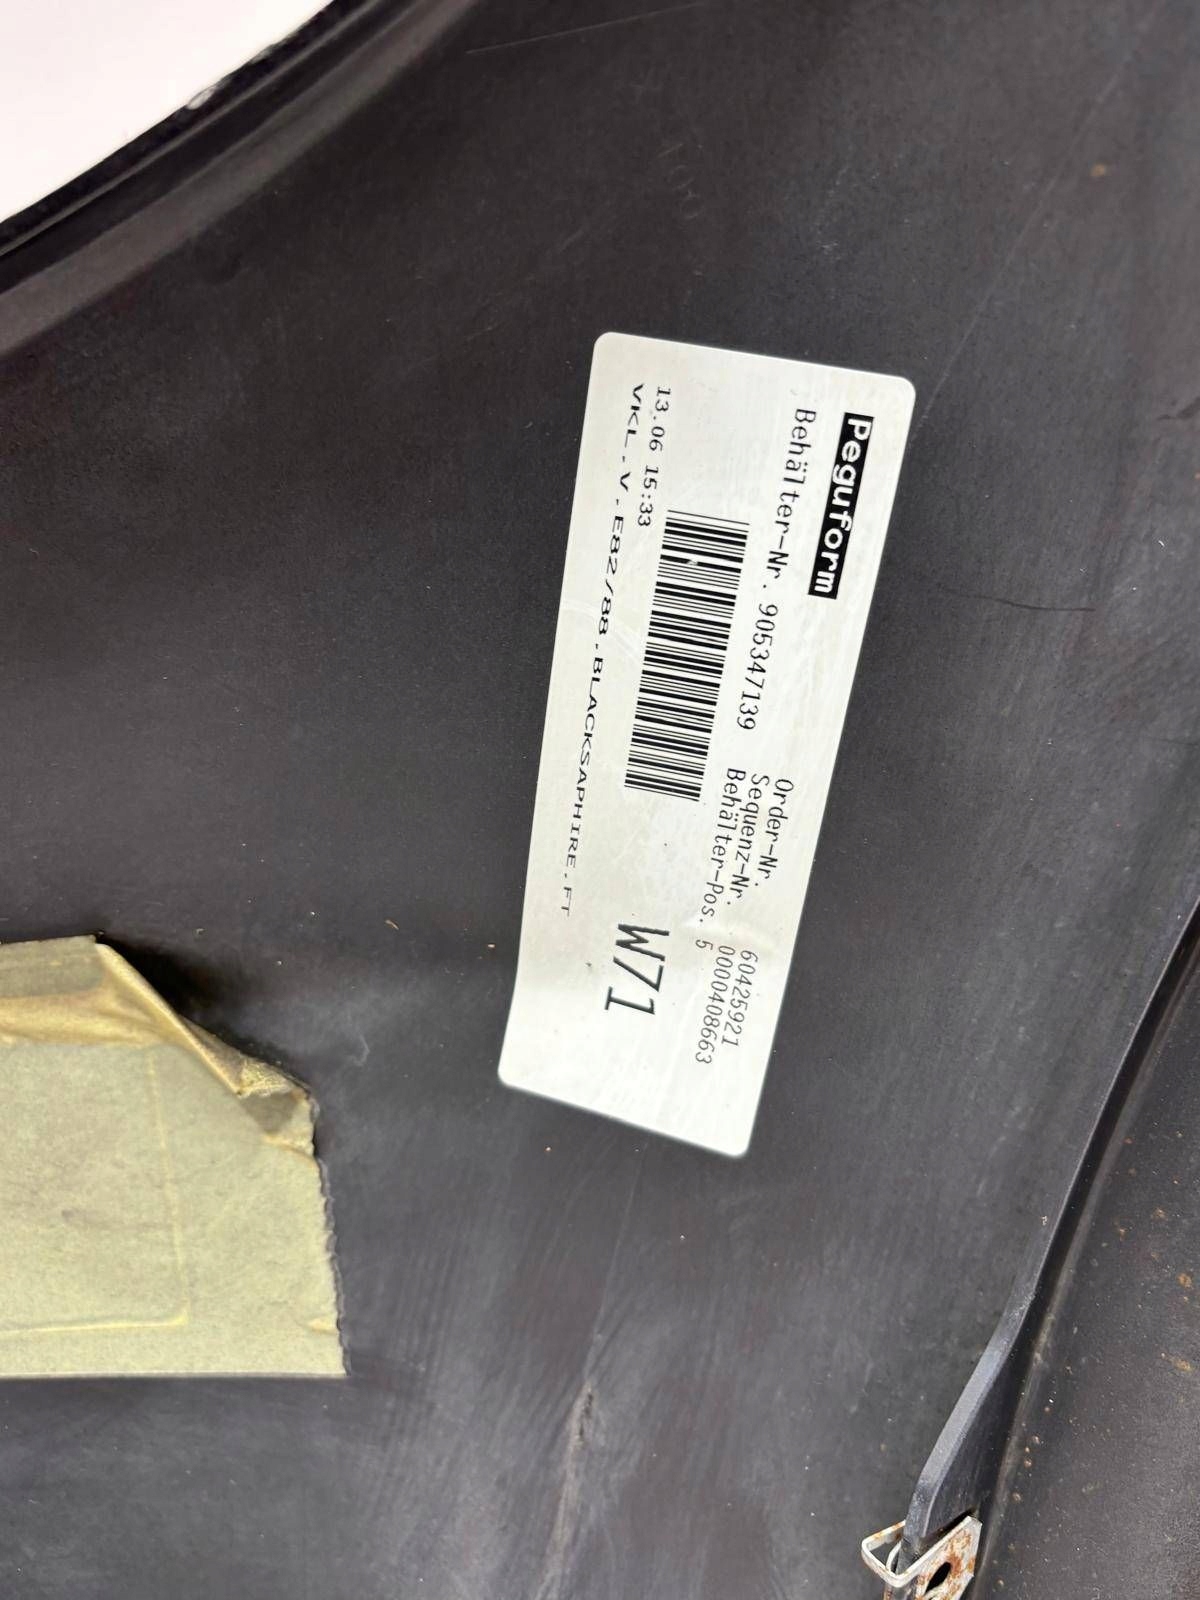 Peguform
Behälter-Nr. 905347139
Order-Nr. 60425921
Sequenz-Nr. 0000408663
Behälter-Pos. 5
13.06 15:33
W71
VKL.V.E82/88.BLACKSAPHIRE.FT